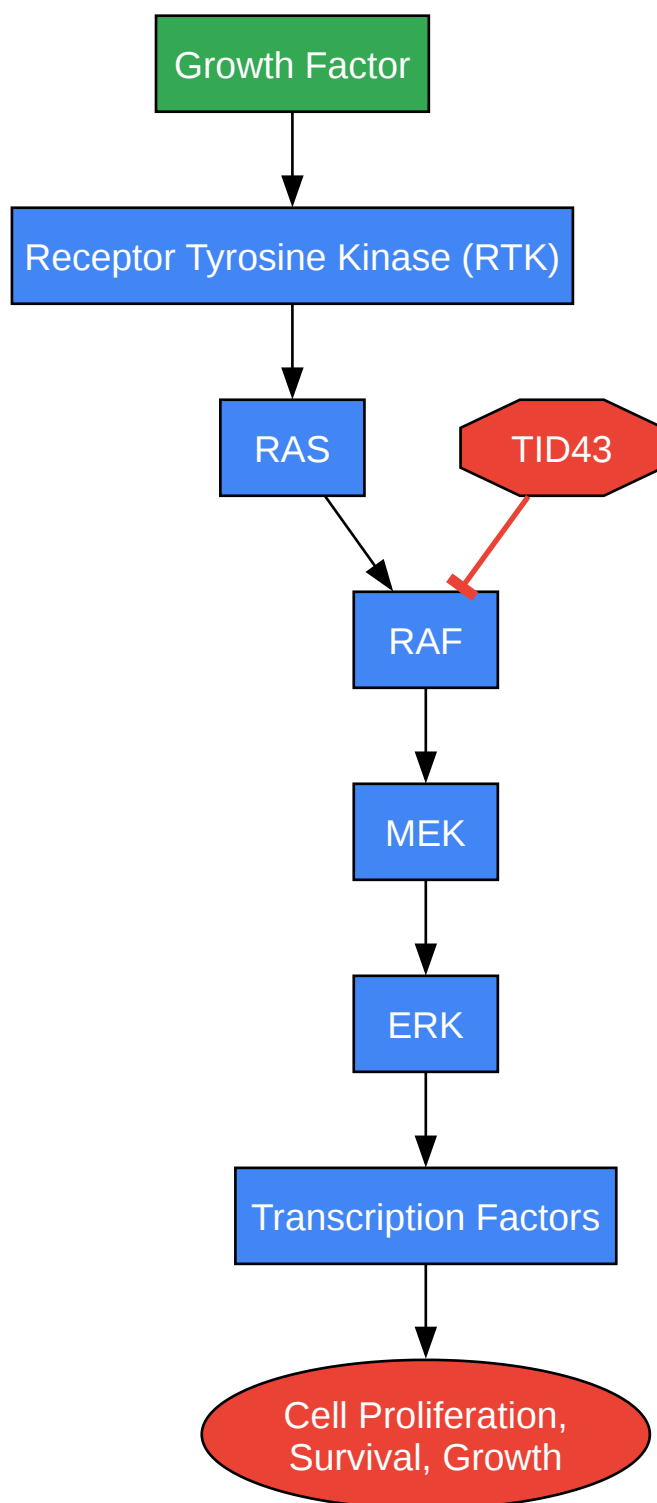 Growth Factor
Receptor Tyrosine Kinase (RTK)
RAS
TID43
RAF
MEK
ERK
Transcription Factors
Cell Proliferation,
Survival, Growth